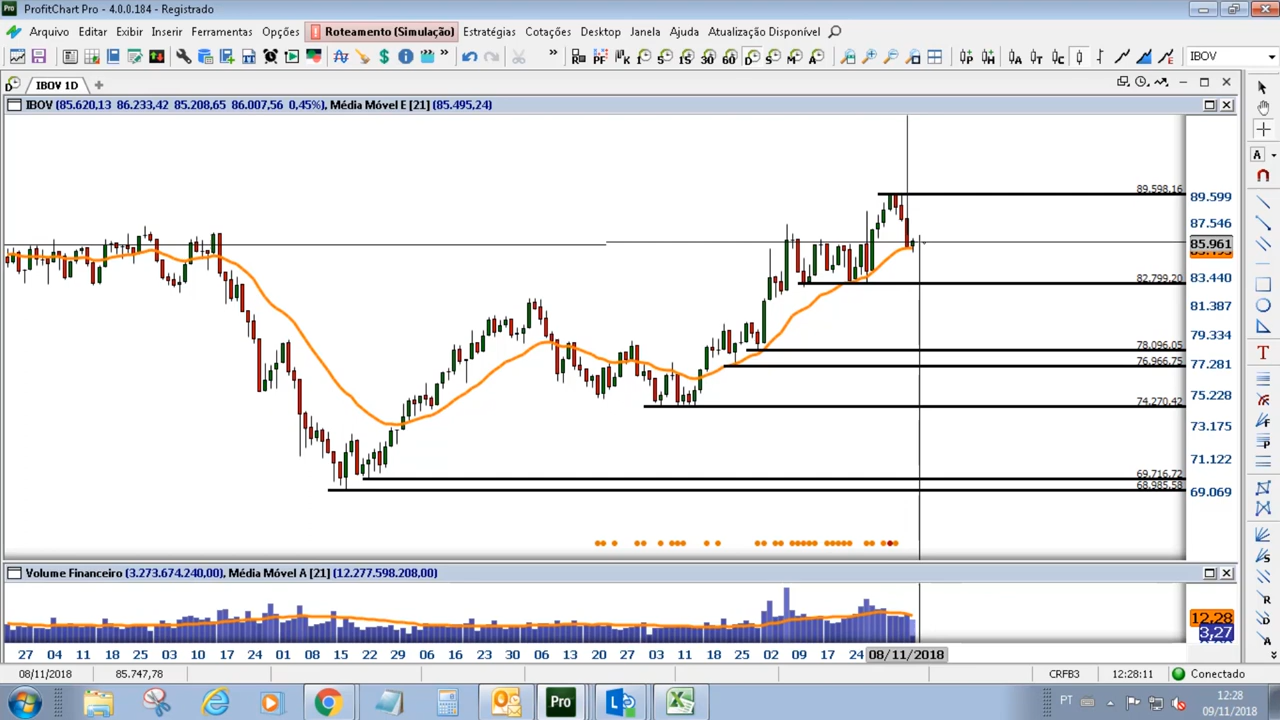 ProfitChart Pro - 4.0.0.184 - Registrado
Arquivo Editar Exibir Inserir Ferramentas Opções Roteamento (Simulação) Estratégias Cotações Desktop Janela Ajuda Atualização Disponível
1 5 15 30 60 D S M A IBOV
D IBOV 1D
IBOV (85.620,13 86.233,42 85.208,65 86.007,56 0,45%), Média Móvel E [21] (85.495,24)
89.598,16
89.599
87.546
85.961
82.799,20
83.440
81.387
79.334
78.096,05
76.966,75
77.281
75.228
74.270,42
73.175
71.122
69.716,72
68.985,58
69.069
Volume Financeiro (3.273.674.240,00), Média Móvel A [21] (12.277.598.208,00)
12,28
3,27
27 04 11 18 25 03 10 17 24 01 08 15 22 29 06 16 23 30 06 13 20 27 03 11 18 25 02 09 17 24 08/11/2018
08/11/2018 85.747,78 CRFB3 12:28:11 Conectado
Pro PT 12:28
09/11/2018